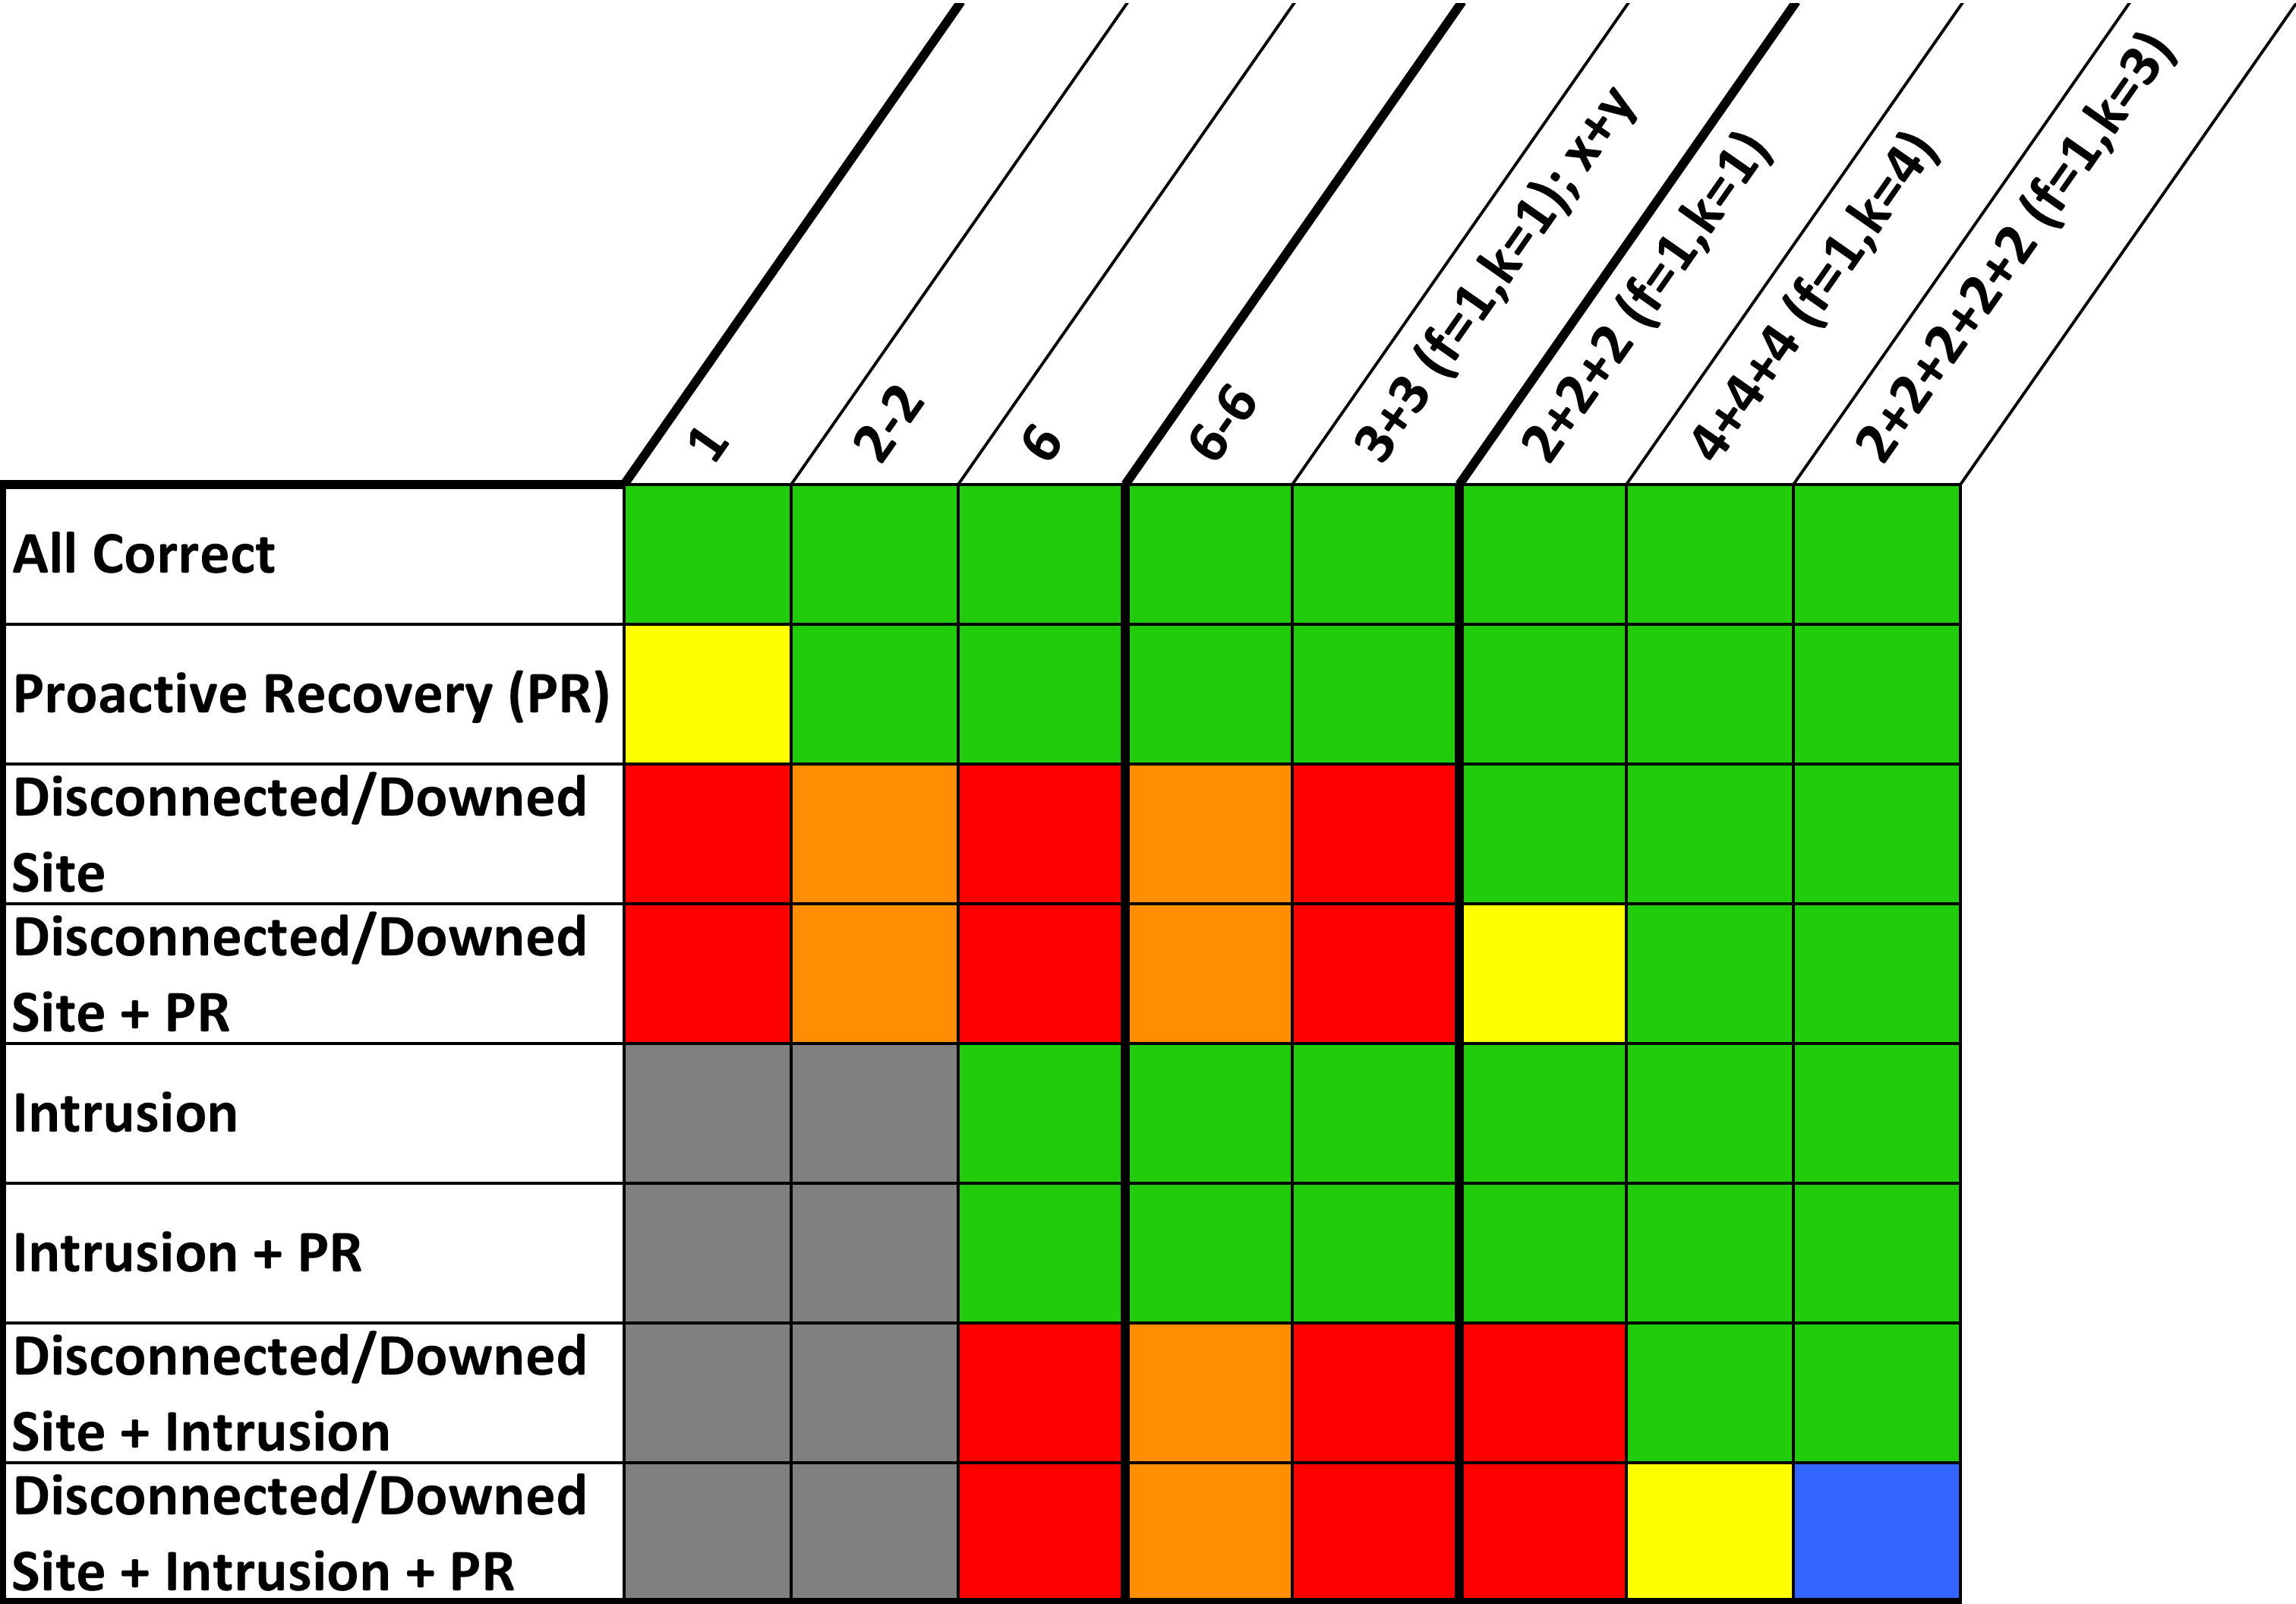 1
2-2
6
6-6
3+3 (f=1,k=1); x+y
2+2+2 (f=1,k=1)
4+4+4 (f=1,k=4)
2+2+2+2 (f=1,k=3)
All Correct
Proactive Recovery (PR)
Disconnected/Downed
Site
Disconnected/Downed
Site + PR
Intrusion
Intrusion + PR
Disconnected/Downed
Site + Intrusion
Disconnected/Downed
Site + Intrusion + PR